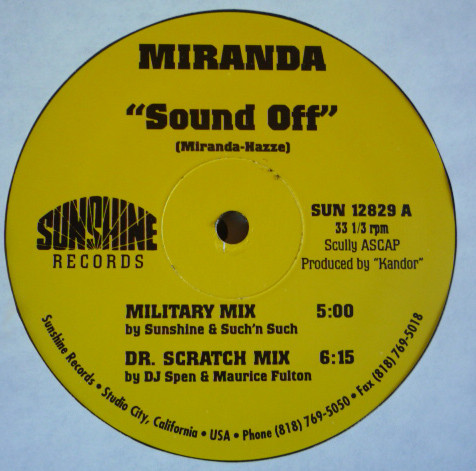 MIRANDA
“Sound Off”
(Miranda-Hazze)
SUNSHINE
RECORDS
SUN 12829 A
33 1/3 rpm
Scully ASCAP
Produced by “Kandor”
MILITARY MIX 5:00
by Sunshine & Such'n Such
DR. SCRATCH MIX 6:15
by DJ Spen & Maurice Fulton
Sunshine Records • Studio City, California • USA • Phone (818) 769-5050 • Fax (818) 769-5018